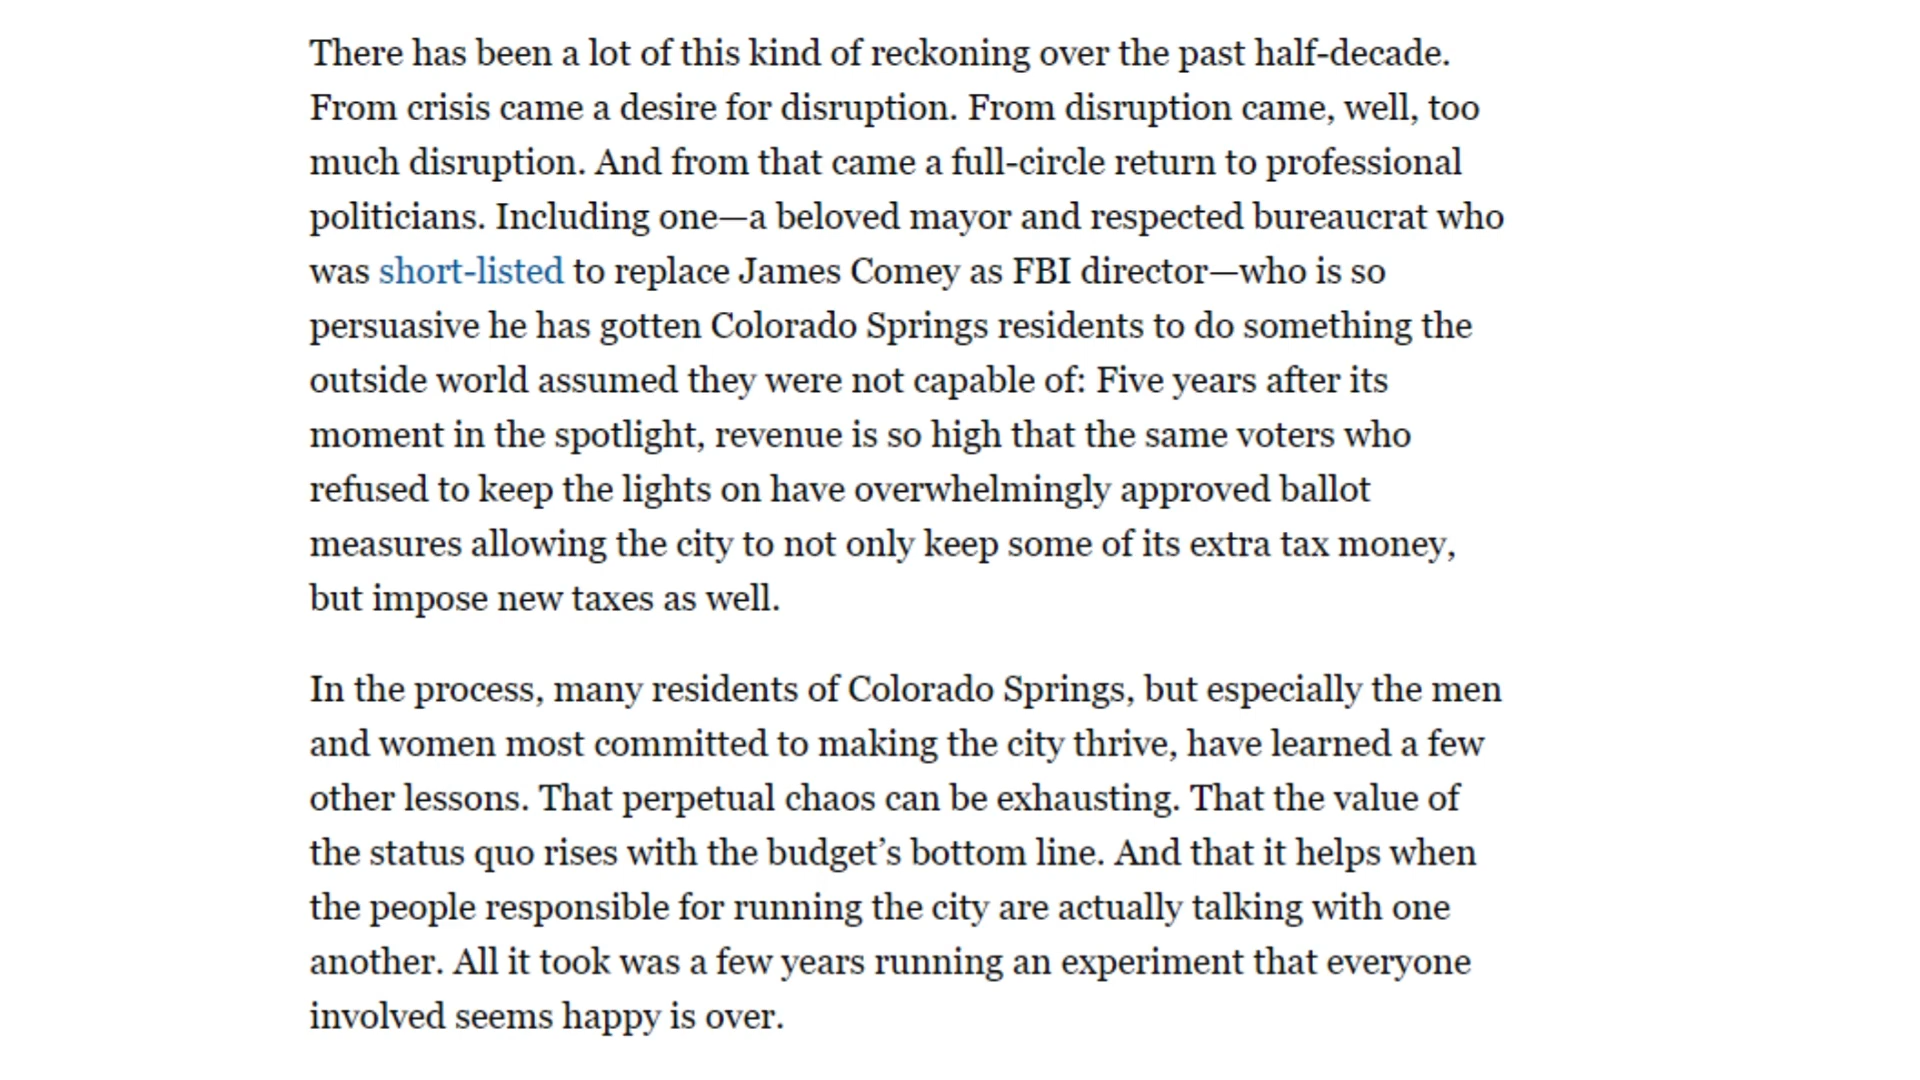 There has been a lot of this kind of reckoning over the past half-decade.
From crisis came a desire for disruption. From disruption came, well, too
much disruption. And from that came a full-circle return to professional
politicians. Including one—a beloved mayor and respected bureaucrat who
was short-listed to replace James Comey as FBI director—who is so
persuasive he has gotten Colorado Springs residents to do something the
outside world assumed they were not capable of: Five years after its
moment in the spotlight, revenue is so high that the same voters who
refused to keep the lights on have overwhelmingly approved ballot
measures allowing the city to not only keep some of its extra tax money,
but impose new taxes as well.
In the process, many residents of Colorado Springs, but especially the men
and women most committed to making the city thrive, have learned a few
other lessons. That perpetual chaos can be exhausting. That the value of
the status quo rises with the budget’s bottom line. And that it helps when
the people responsible for running the city are actually talking with one
another. All it took was a few years running an experiment that everyone
involved seems happy is over.